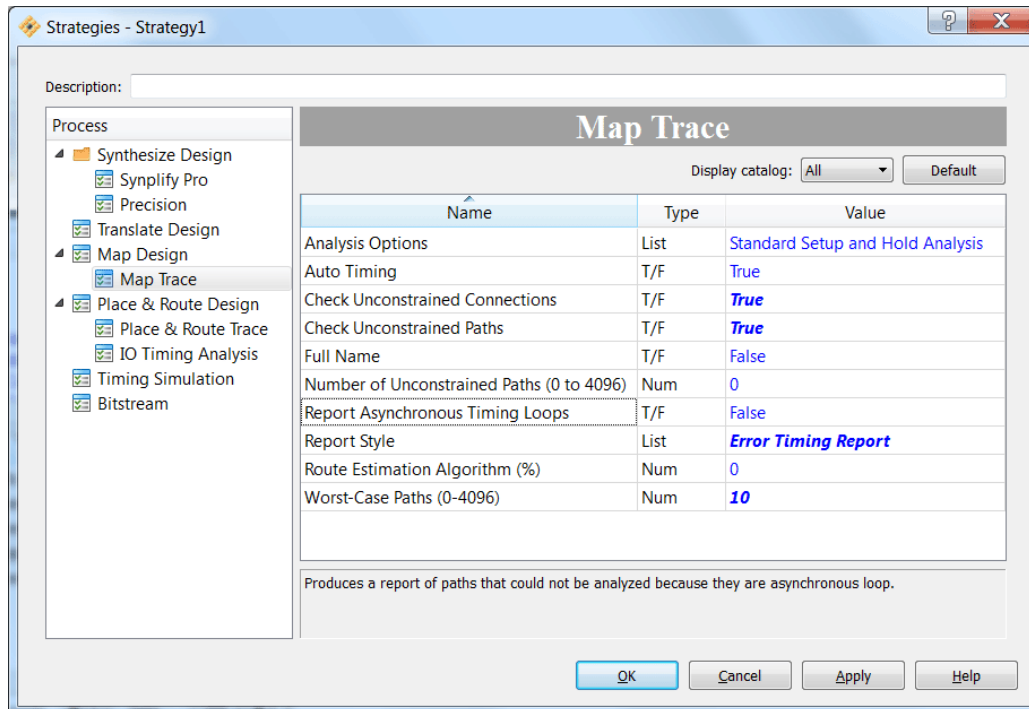 Strategies - Strategy1
Description:
Process
Synthesize Design
Synplify Pro
Precision
Translate Design
Map Design
Map Trace
Place & Route Design
Place & Route Trace
IO Timing Analysis
Timing Simulation
Bitstream
Map Trace
Display catalog: All Default
Name Type Value
Analysis Options List Standard Setup and Hold Analysis
Auto Timing T/F True
Check Unconstrained Connections T/F True
Check Unconstrained Paths T/F True
Full Name T/F False
Number of Unconstrained Paths (0 to 4096) Num 0
Report Asynchronous Timing Loops T/F False
Report Style List Error Timing Report
Route Estimation Algorithm (%) Num 0
Worst-Case Paths (0-4096) Num 10
Produces a report of paths that could not be analyzed because they are asynchronous loop.
OK Cancel Apply Help